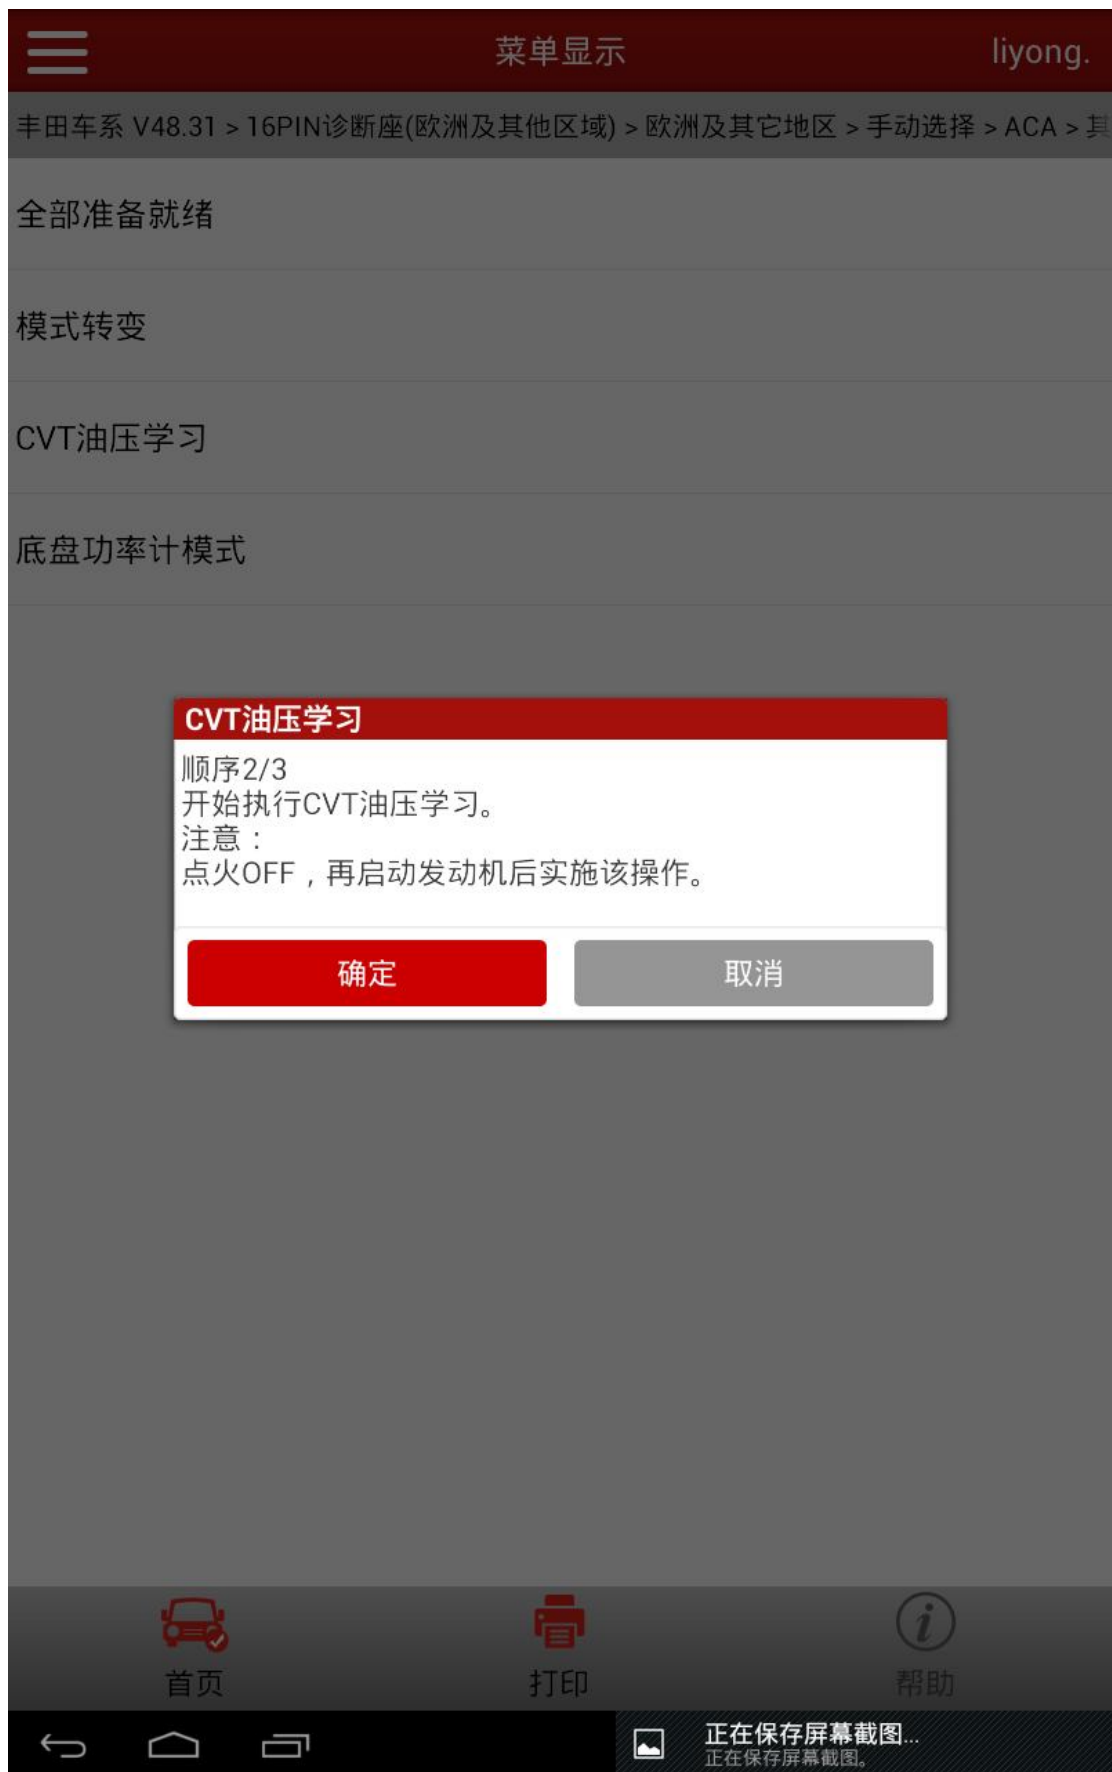 菜单显示
liyong.
丰田车系 V48.31 > 16PIN诊断座(欧洲及其他区域) > 欧洲及其它地区 > 手动选择 > ACA > 其
全部准备就绪
模式转变
CVT油压学习
底盘功率计模式
CVT油压学习
顺序2/3
开始执行CVT油压学习。
注意：
点火OFF，再启动发动机后实施该操作。
确定
取消
首页
打印
帮助
正在保存屏幕截图...
正在保存屏幕截图。